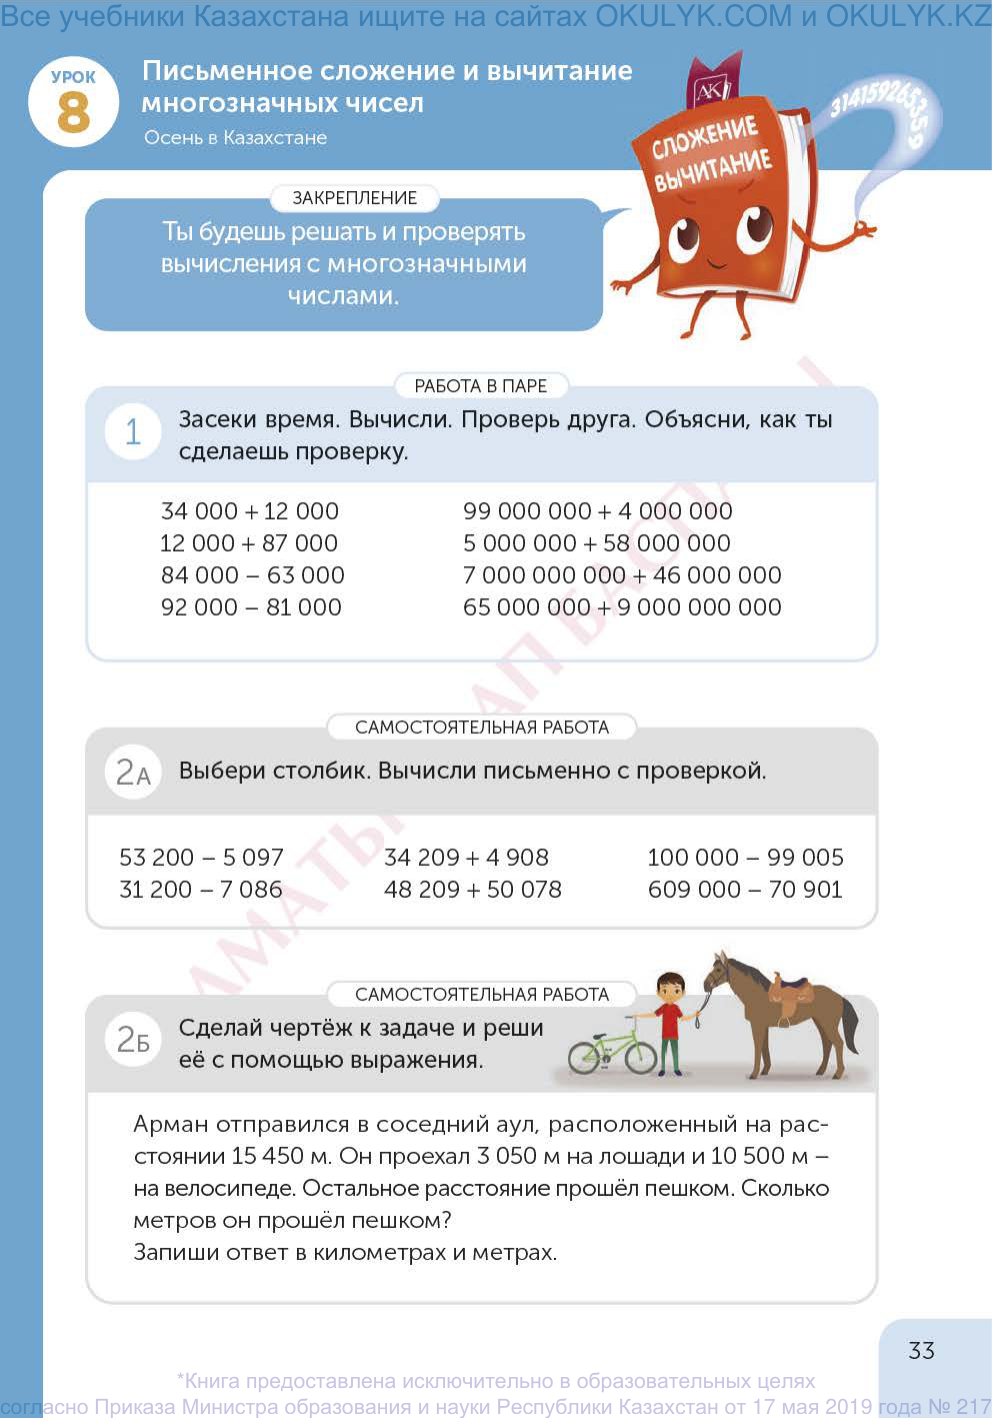 Все учебники Казахстана ищите на сайтах OKULYK.COM и OKULYK.KZ
УРОК
8
Письменное сложение и вычитание
многозначных чисел
Осень в Казахстане
АК
СЛОЖЕНИЕ
ВЫЧИТАНИЕ
314159265359
ЗАКРЕПЛЕНИЕ
Ты будешь решать и проверять
вычисления с многозначными
числами.
РАБОТА В ПАРЕ
1
Засеки время. Вычисли. Проверь друга. Объясни, как ты
сделаешь проверку.
34 000 + 12 000
12 000 + 87 000
84 000 – 63 000
92 000 – 81 000
99 000 000 + 4 000 000
5 000 000 + 58 000 000
7 000 000 000 + 46 000 000
65 000 000 + 9 000 000 000
САМОСТОЯТЕЛЬНАЯ РАБОТА
2А
Выбери столбик. Вычисли письменно с проверкой.
53 200 – 5 097
31 200 – 7 086
34 209 + 4 908
48 209 + 50 078
100 000 – 99 005
609 000 – 70 901
САМОСТОЯТЕЛЬНАЯ РАБОТА
2Б
Сделай чертёж к задаче и реши
её с помощью выражения.
Арман отправился в соседний аул, расположенный на рас-
стоянии 15 450 м. Он проехал 3 050 м на лошади и 10 500 м –
на велосипеде. Остальное расстояние прошёл пешком. Сколько
метров он прошёл пешком?
Запиши ответ в километрах и метрах.
33
*Книга предоставлена исключительно в образовательных целях
согласно Приказа Министра образования и науки Республики Казахстан от 17 мая 2019 года № 217